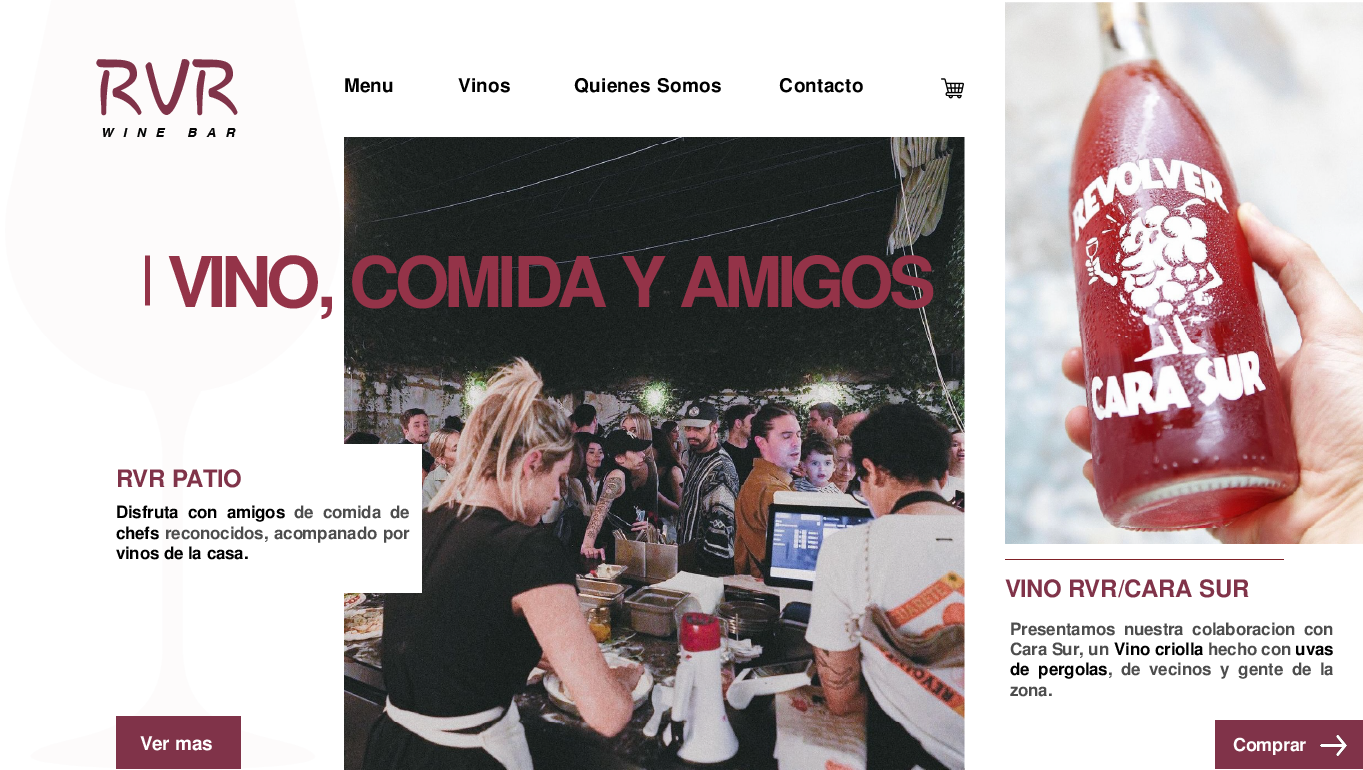 RVR
WINE BAR
Menu
Vinos
Quienes Somos
Contacto
| VINO, COMIDA Y AMIGOS
RVR PATIO
Disfruta con amigos de comida de
chefs reconocidos, acompanado por
vinos de la casa.
Ver mas
REVOLVER
CARA SUR
VINO RVR/CARA SUR
Presentamos nuestra colaboracion con
Cara Sur, un Vino criolla hecho con uvas
de pergolas, de vecinos y gente de la
zona.
Comprar